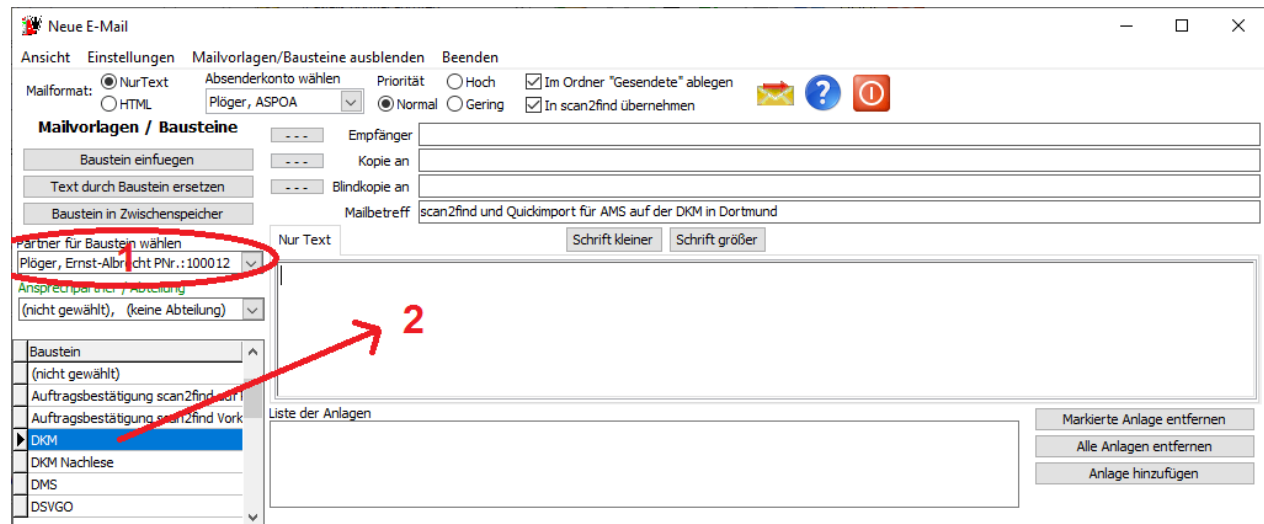 Neue E-Mail
Ansicht Einstellungen Mailvorlagen/Bausteine ausblenden Beenden
Mailformat: NurText HTML
Absenderkonto wählen
Plöger, ASPOA
Priorität Hoch
Normal Gering
Im Ordner "Gesendete" ablegen
In scan2find übernehmen
Mailvorlagen / Bausteine
Baustein einfuegen
Text durch Baustein ersetzen
Baustein in Zwischenspeicher
- - - Empfänger
- - - Kopie an
- - - Blindkopie an
Mailbetreff scan2find und Quickimport für AMS auf der DKM in Dortmund
Partner für Baustein wählen
1
Plöger, Ernst-Albrecht PNr.:100012
Ansprechpartner / Abteilung
(nicht gewählt), (keine Abteilung)
Nur Text Schrift kleiner Schrift größer
2
Baustein
(nicht gewählt)
Auftragsbestätigung scan2find auf
Auftragsbestätigung scan2find Vork
DKM
DKM Nachlese
DMS
DSVGO
Liste der Anlagen
Markierte Anlage entfernen
Alle Anlagen entfernen
Anlage hinzufügen